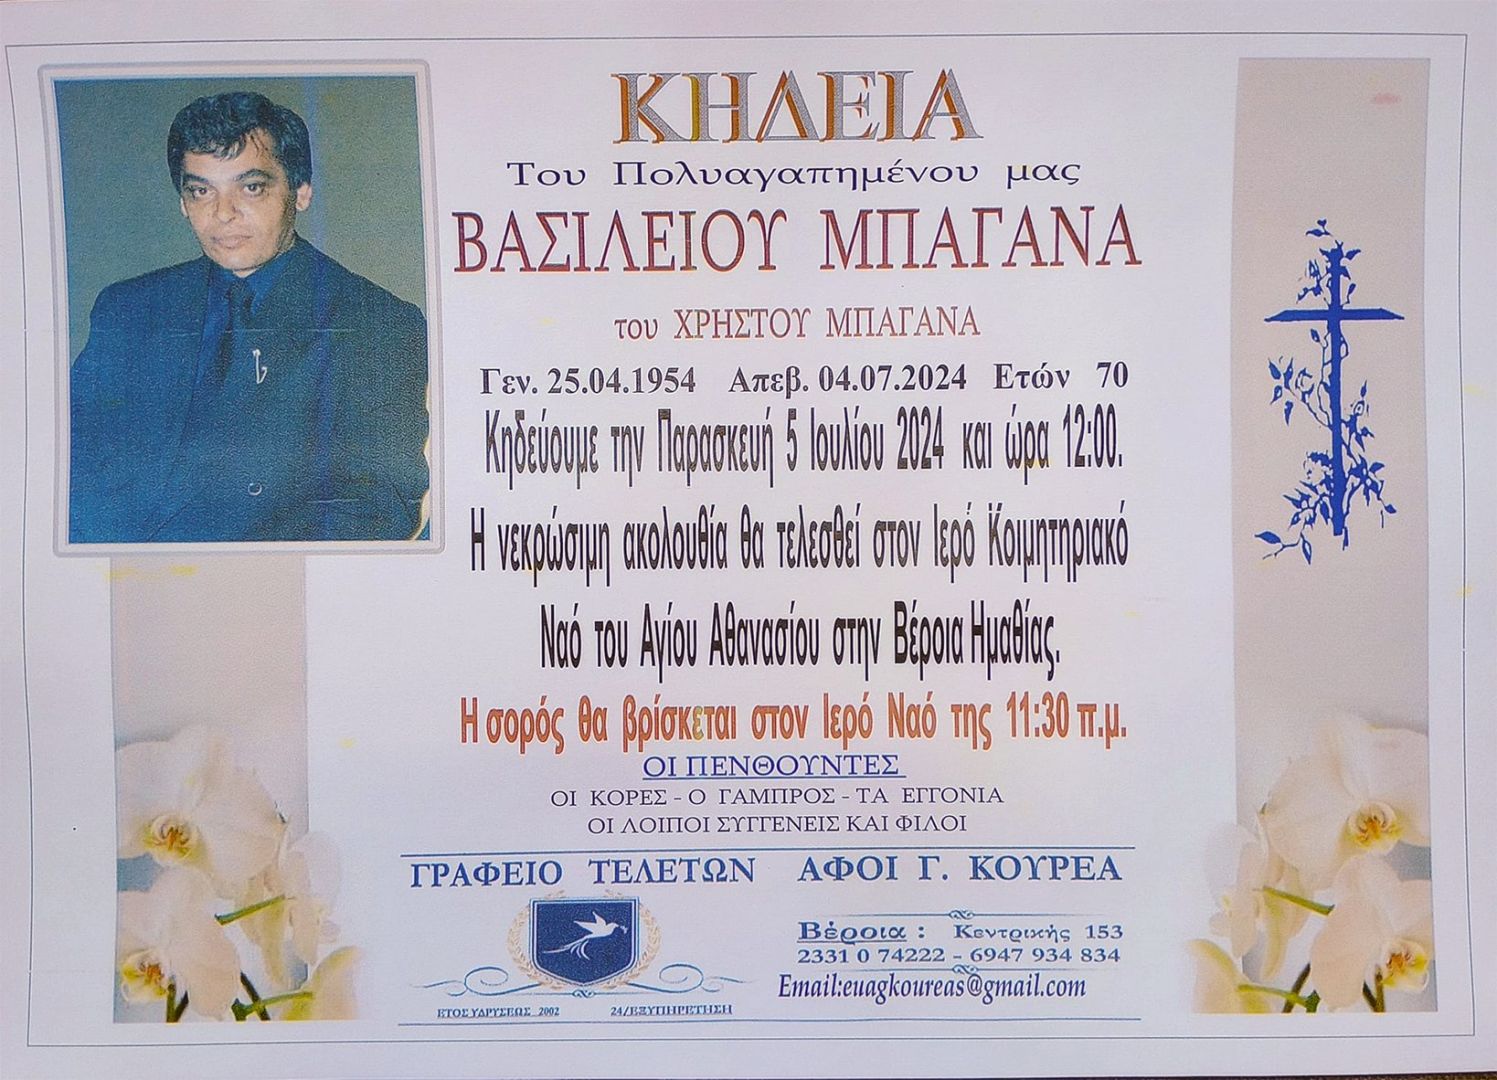 ΚΗΔΕΙΑ
Του Πολυαγαπημένου μας
ΒΑΣΙΛΕΙΟΥ ΜΠΑΓΑΝΑ
του ΧΡΗΣΤΟΥ ΜΠΑΓΑΝΑ
Γεν. 25.04.1954 Απεβ. 04.07.2024 Ετών 70
Κηδεύουμε την Παρασκευή 5 Ιουλίου 2024 και ώρα 12:00.
Η νεκρώσιμη ακολουθία θα τελεσθεί στον Ιερό Κοιμητηριακό
Ναό του Αγίου Αθανασίου στην Βέροια Ημαθίας.
Η σορός θα βρίσκεται στον Ιερό Ναό της 11:30 π.μ.
ΟΙ ΠΕΝΘΟΥΝΤΕΣ
ΟΙ ΚΟΡΕΣ - Ο ΓΑΜΠΡΟΣ - ΤΑ ΕΓΓΟΝΙΑ
ΟΙ ΛΟΙΠΟΙ ΣΥΓΓΕΝΕΙΣ ΚΑΙ ΦΙΛΟΙ
ΓΡΑΦΕΙΟ ΤΕΛΕΤΩΝ ΑΦΟΙ Γ. ΚΟΥΡΕΑ
Βέροια : Κεντρικής 153
2331 0 74222 - 6947 934 834
Email:euagkoureas@gmail.com
ΕΤΟΣ ΥΔΡΥΣΕΩΣ 2002 24/ΕΞΥΠΗΡΕΤΗΣΗ